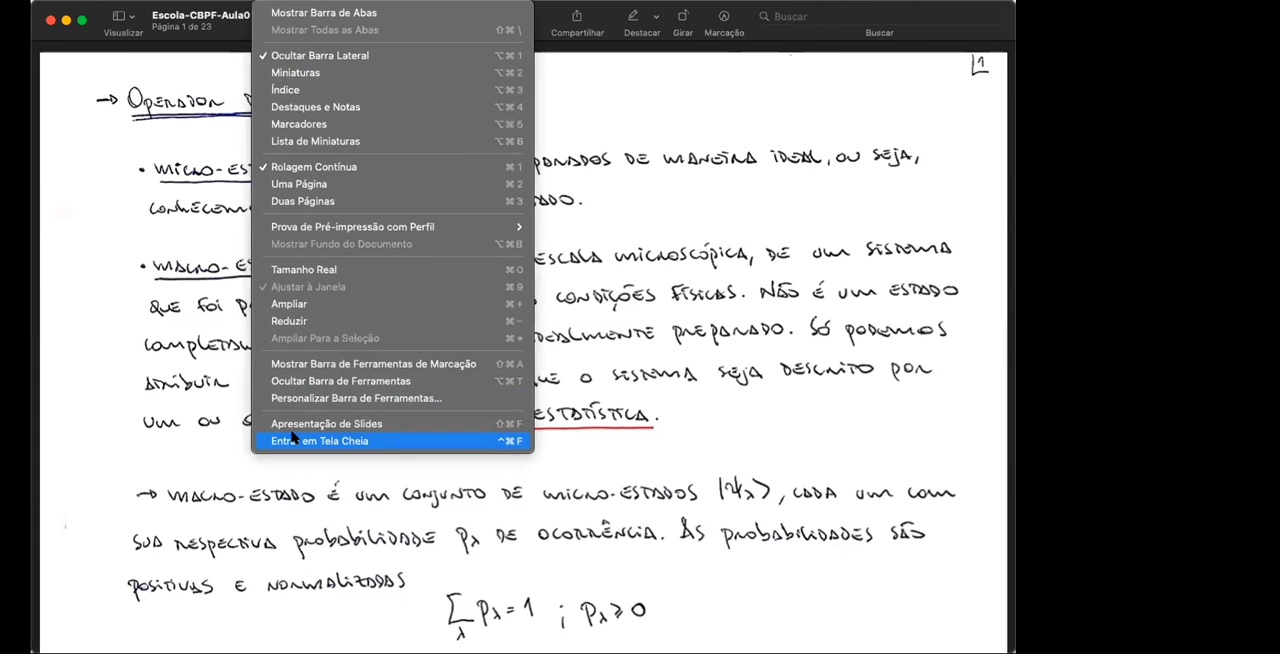 Escola-CBPF-Aula0
Página 1 de 23
Visualizar
Compartilhar
Destacar
Girar
Marcação
Buscar
Buscar
Mostrar Barra de Abas
Mostrar Todas as Abas ⇧⌘\
✓ Ocultar Barra Lateral ⌥⌘1
Miniaturas ⌥⌘2
Índice ⌥⌘3
Destaques e Notas ⌥⌘4
Marcadores ⌥⌘5
Lista de Miniaturas ⌥⌘6
✓ Rolagem Contínua ⌘1
Uma Página ⌘2
Duas Páginas ⌘3
Prova de Pré-impressão com Perfil >
Mostrar Fundo do Documento ⌥⌘B
Tamanho Real ⌘0
✓ Ajustar à Janela ⌘9
Ampliar ⌘+
Reduzir ⌘−
Ampliar Para a Seleção ⌘*
Mostrar Barra de Ferramentas de Marcação ⇧⌘A
Ocultar Barra de Ferramentas ⌥⌘T
Personalizar Barra de Ferramentas...
Apresentação de Slides ⇧⌘F
Entrar em Tela Cheia ^⌘F
1
→ OPERADOR
• MICRO-ES PARADOS DE MANEIRA IDEAL, OU SEJA,
CONHECEM ADO.
• MACRO-E ESCALA MICROSCÓPICA, DE UM SISTEMA
QUE FOI P CONDIÇÕES FÍSICAS. NÃO É UM ESTADO
COMPLETAM DEALMENTE PREPARADO. SÓ PODEMOS
ATRIBUIR QUE O SISTEMA SEJA DESCRITO POR
UM OU ESTATÍSTICA.
→ MACRO-ESTADO É UM CONJUNTO DE MICRO-ESTADOS |Ψλ⟩, CADA UM COM
SUA RESPECTIVA PROBABILIDADE pλ DE OCORRÊNCIA. AS PROBABILIDADES SÃO
POSITIVAS E NORMALIZADAS
∑λ pλ = 1 ; pλ ≥ 0